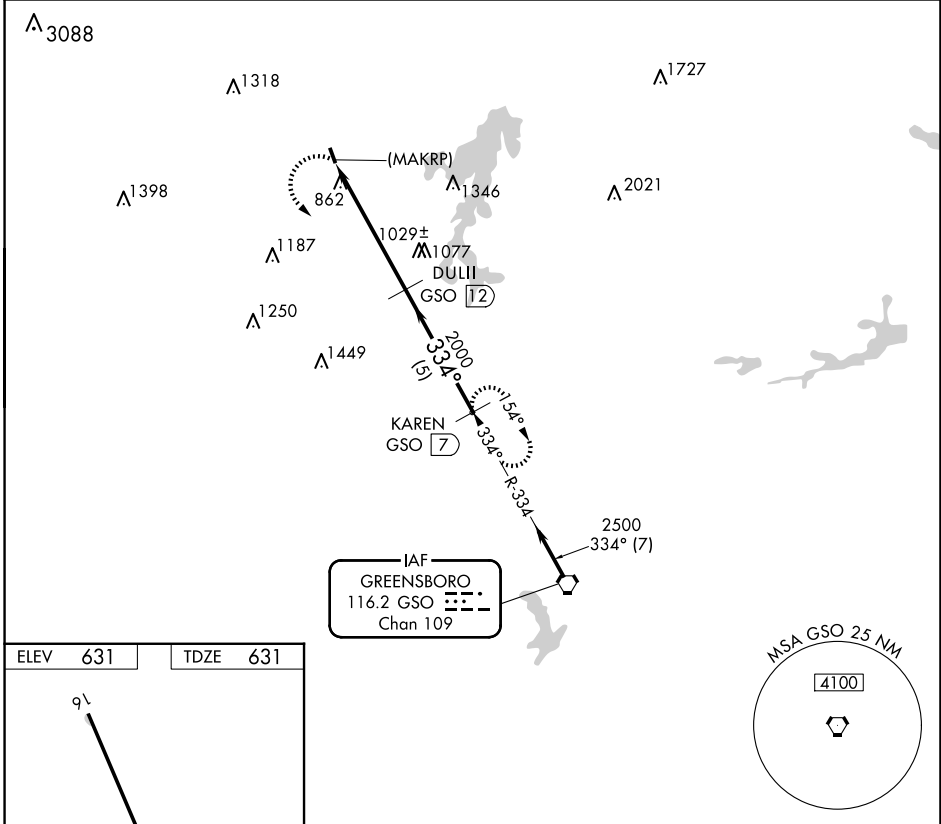 3088
1318
1727
(MAKRP)
862
1346
1398
2021
1029±
1077
1187
DULII
GSO 12
1250
2000
334°
(5)
1449
KAREN
GSO 7
154°
334°
R-334
2500
334° (7)
IAF
GREENSBORO
116.2 GSO
Chan 109
MSA GSO 25 NM
4100
ELEV 631
TDZE 631
16